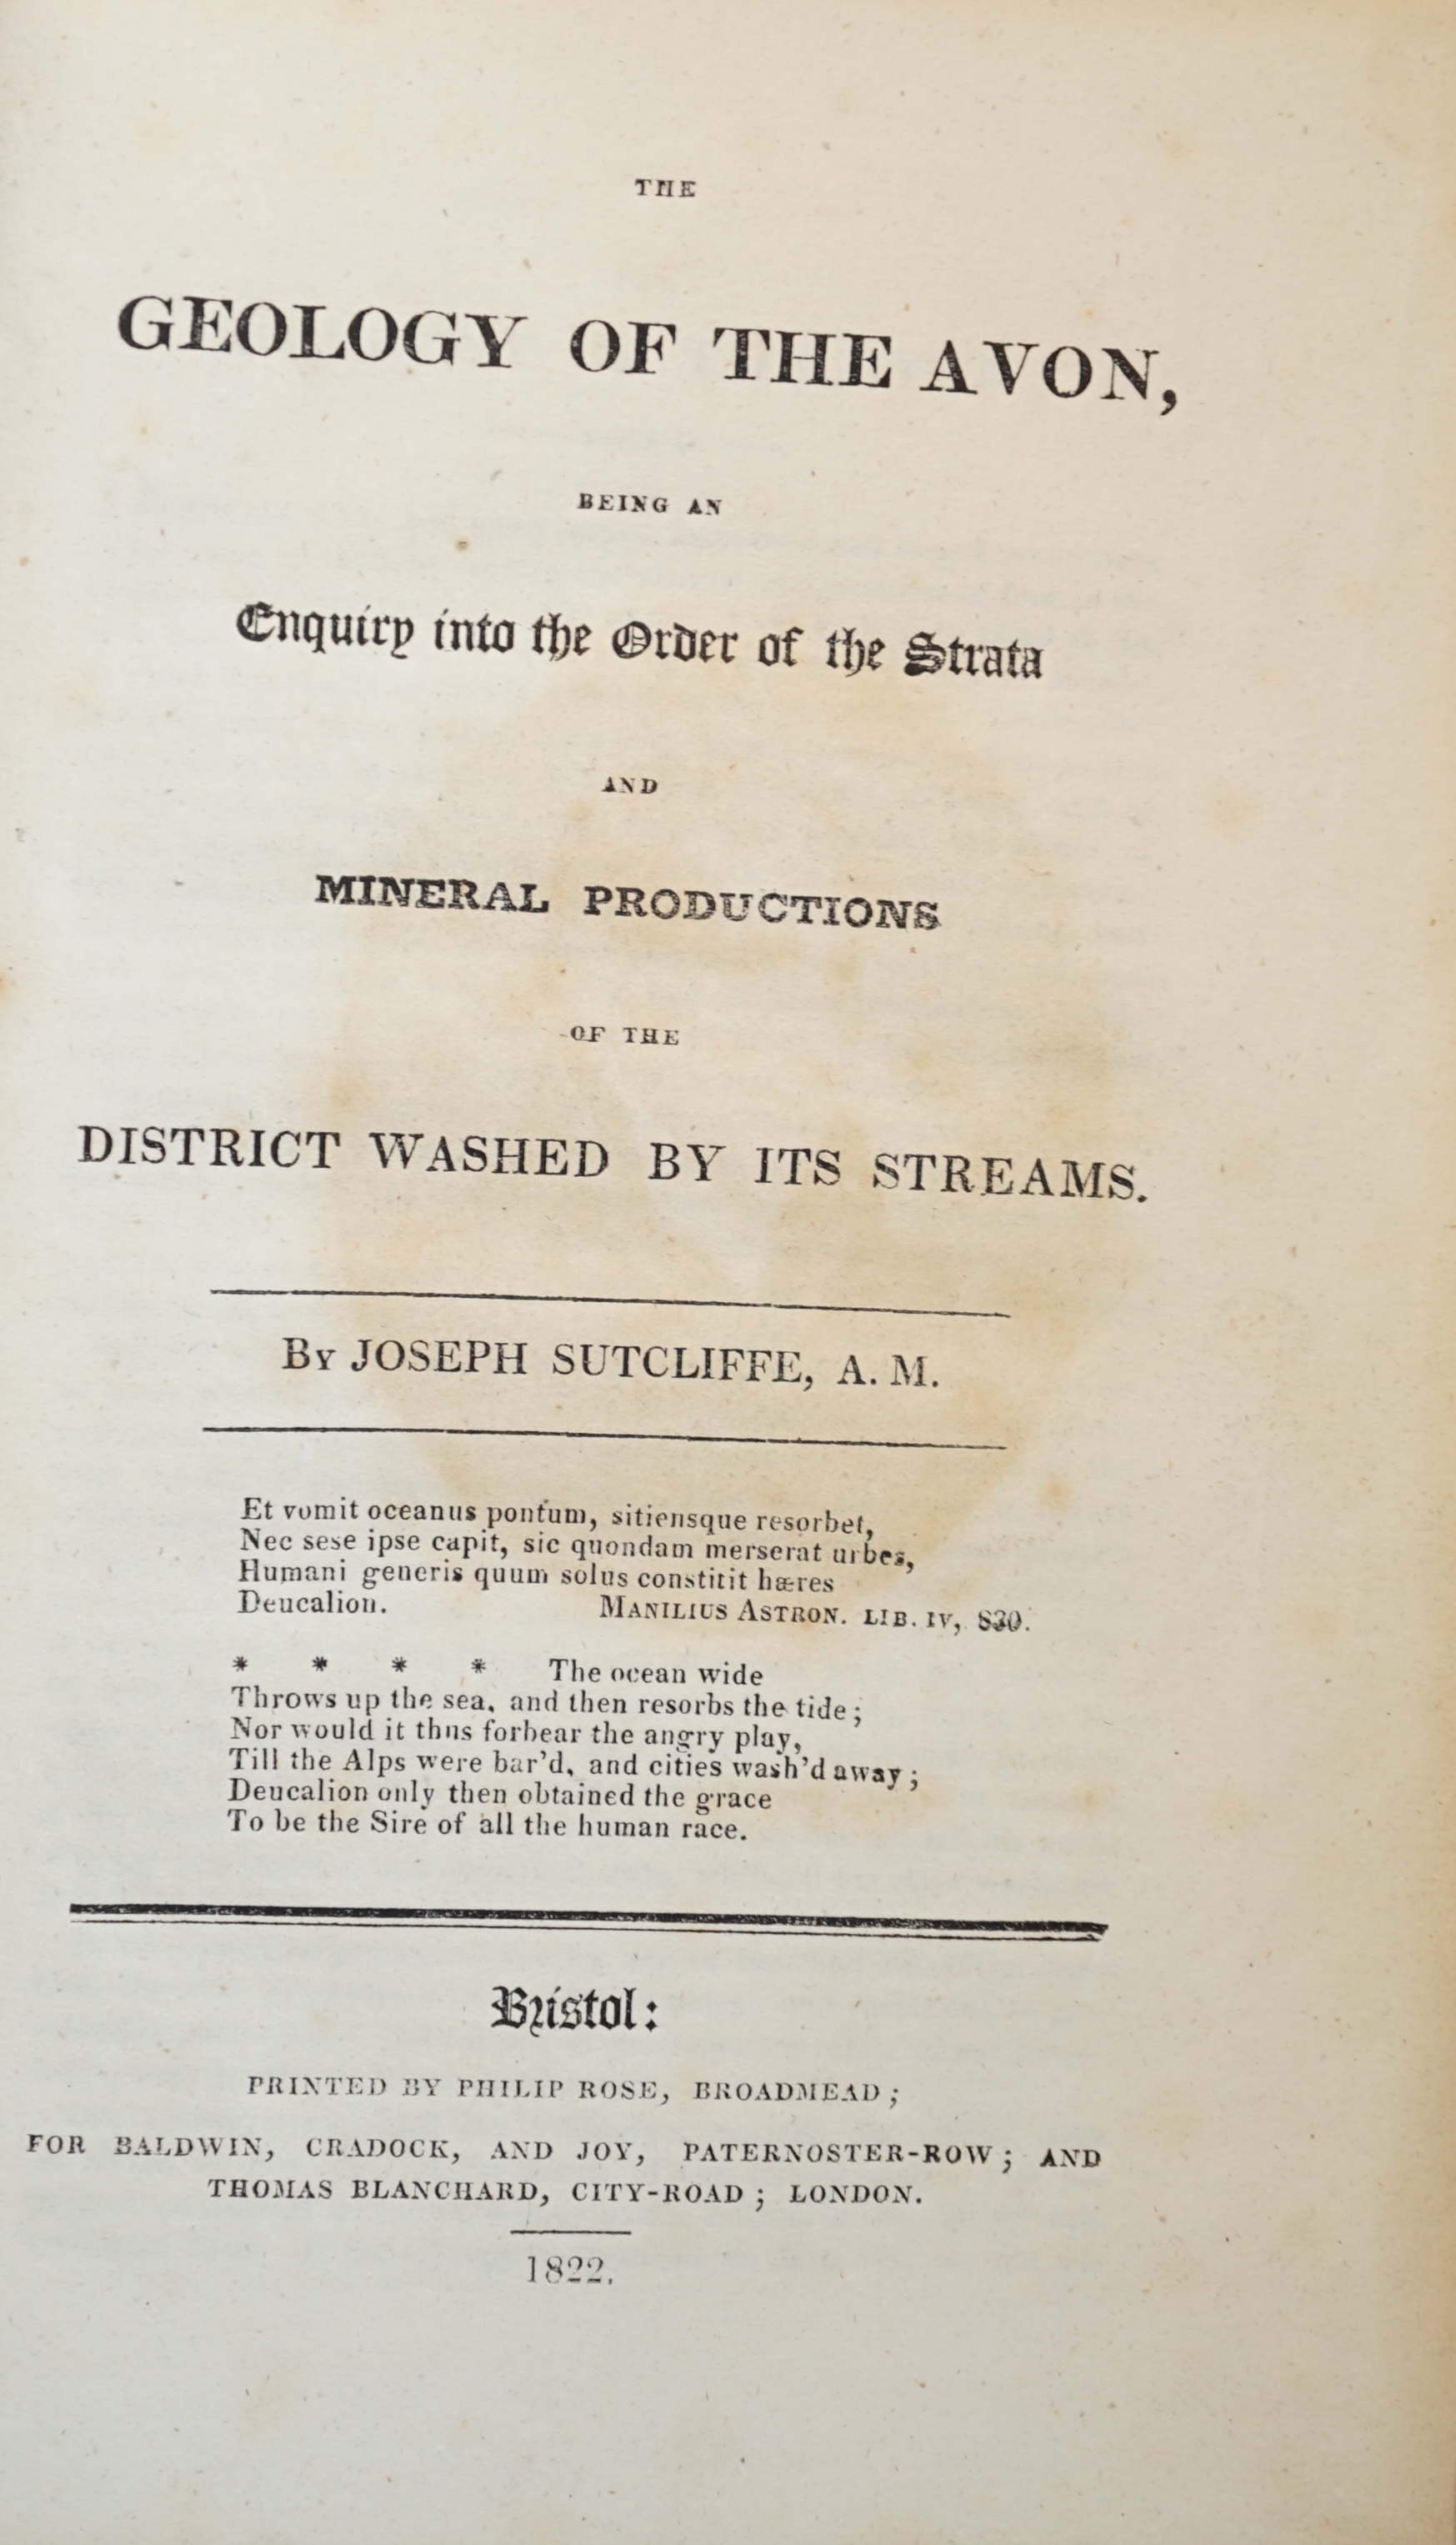 THE
GEOLOGY OF THE AVON,
BEING AN
Enquiry into the Order of the Strata
AND
MINERAL PRODUCTIONS
OF THE
DISTRICT WASHED BY ITS STREAMS.
By JOSEPH SUTCLIFFE, A. M.
Et vomit oceanus pontum, sitiensque resorbet,
Nec sese ipse capit, sic quondam merserat urbes,
Humani generis quum solus constitit hæres
Deucalion. MANILIUS ASTRON. LIB. IV, 830.
* * * * The ocean wide
Throws up the sea, and then resorbs the tide;
Nor would it thus forbear the angry play,
Till the Alps were bar'd, and cities wash'd away;
Deucalion only then obtained the grace
To be the Sire of all the human race.
Bristol:
PRINTED BY PHILIP ROSE, BROADMEAD;
FOR BALDWIN, CRADOCK, AND JOY, PATERNOSTER-ROW; AND
THOMAS BLANCHARD, CITY-ROAD; LONDON.
1822.